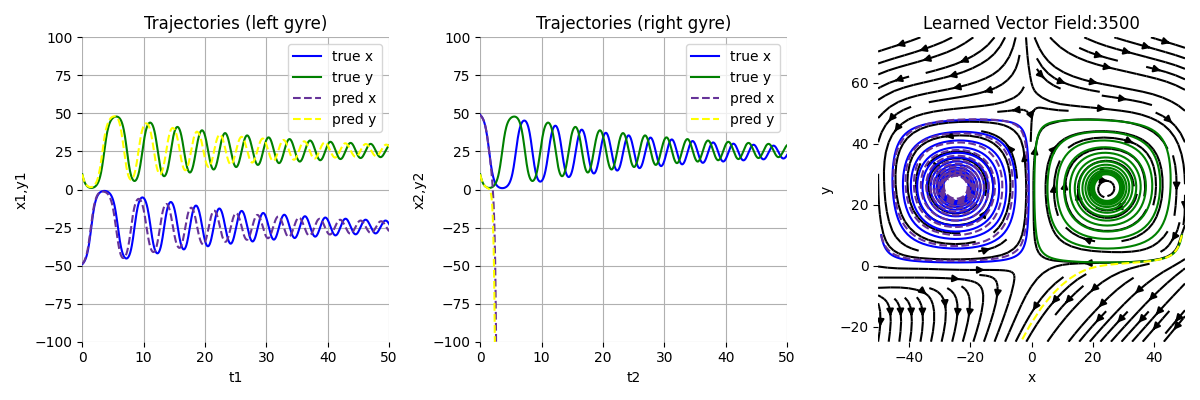 Trajectories (left gyre)
100
75
50
25
0
−25
−50
−75
−100
0
10
20
30
40
50
x1,y1
t1
true x
true y
pred x
pred y
Trajectories (right gyre)
100
75
50
25
0
−25
−50
−75
−100
0
10
20
30
40
50
x2,y2
t2
true x
true y
pred x
pred y
Learned Vector Field:3500
60
40
20
0
−20
−40
−20
0
20
40
y
x